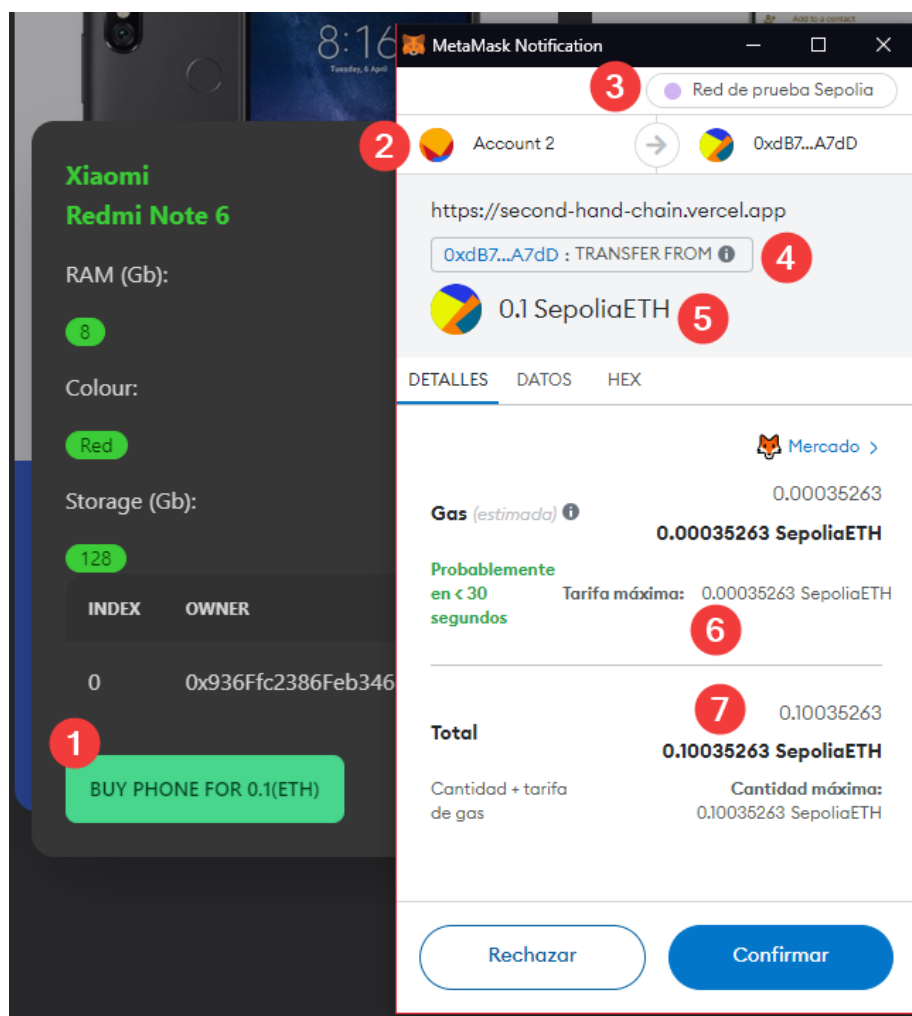 Add to a contact
8:16
Tuesday, 6 April
MetaMask Notification
3
Red de prueba Sepolia
2
Account 2
0xdB7...A7dD
Xiaomi
Redmi Note 6
RAM (Gb):
8
Colour:
Red
Storage (Gb):
128
INDEX OWNER
0 0x936Ffc2386Feb346
1
BUY PHONE FOR 0.1(ETH)
https://second-hand-chain.vercel.app
0xdB7...A7dD : TRANSFER FROM
4
0.1 SepoliaETH
5
DETALLES DATOS HEX
Mercado >
0.00035263
Gas (estimada)
0.00035263 SepoliaETH
Probablemente
en < 30
segundos
Tarifa máxima: 0.00035263 SepoliaETH
6
7
0.10035263
Total
0.10035263 SepoliaETH
Cantidad + tarifa
de gas
Cantidad máxima:
0.10035263 SepoliaETH
Rechazar
Confirmar